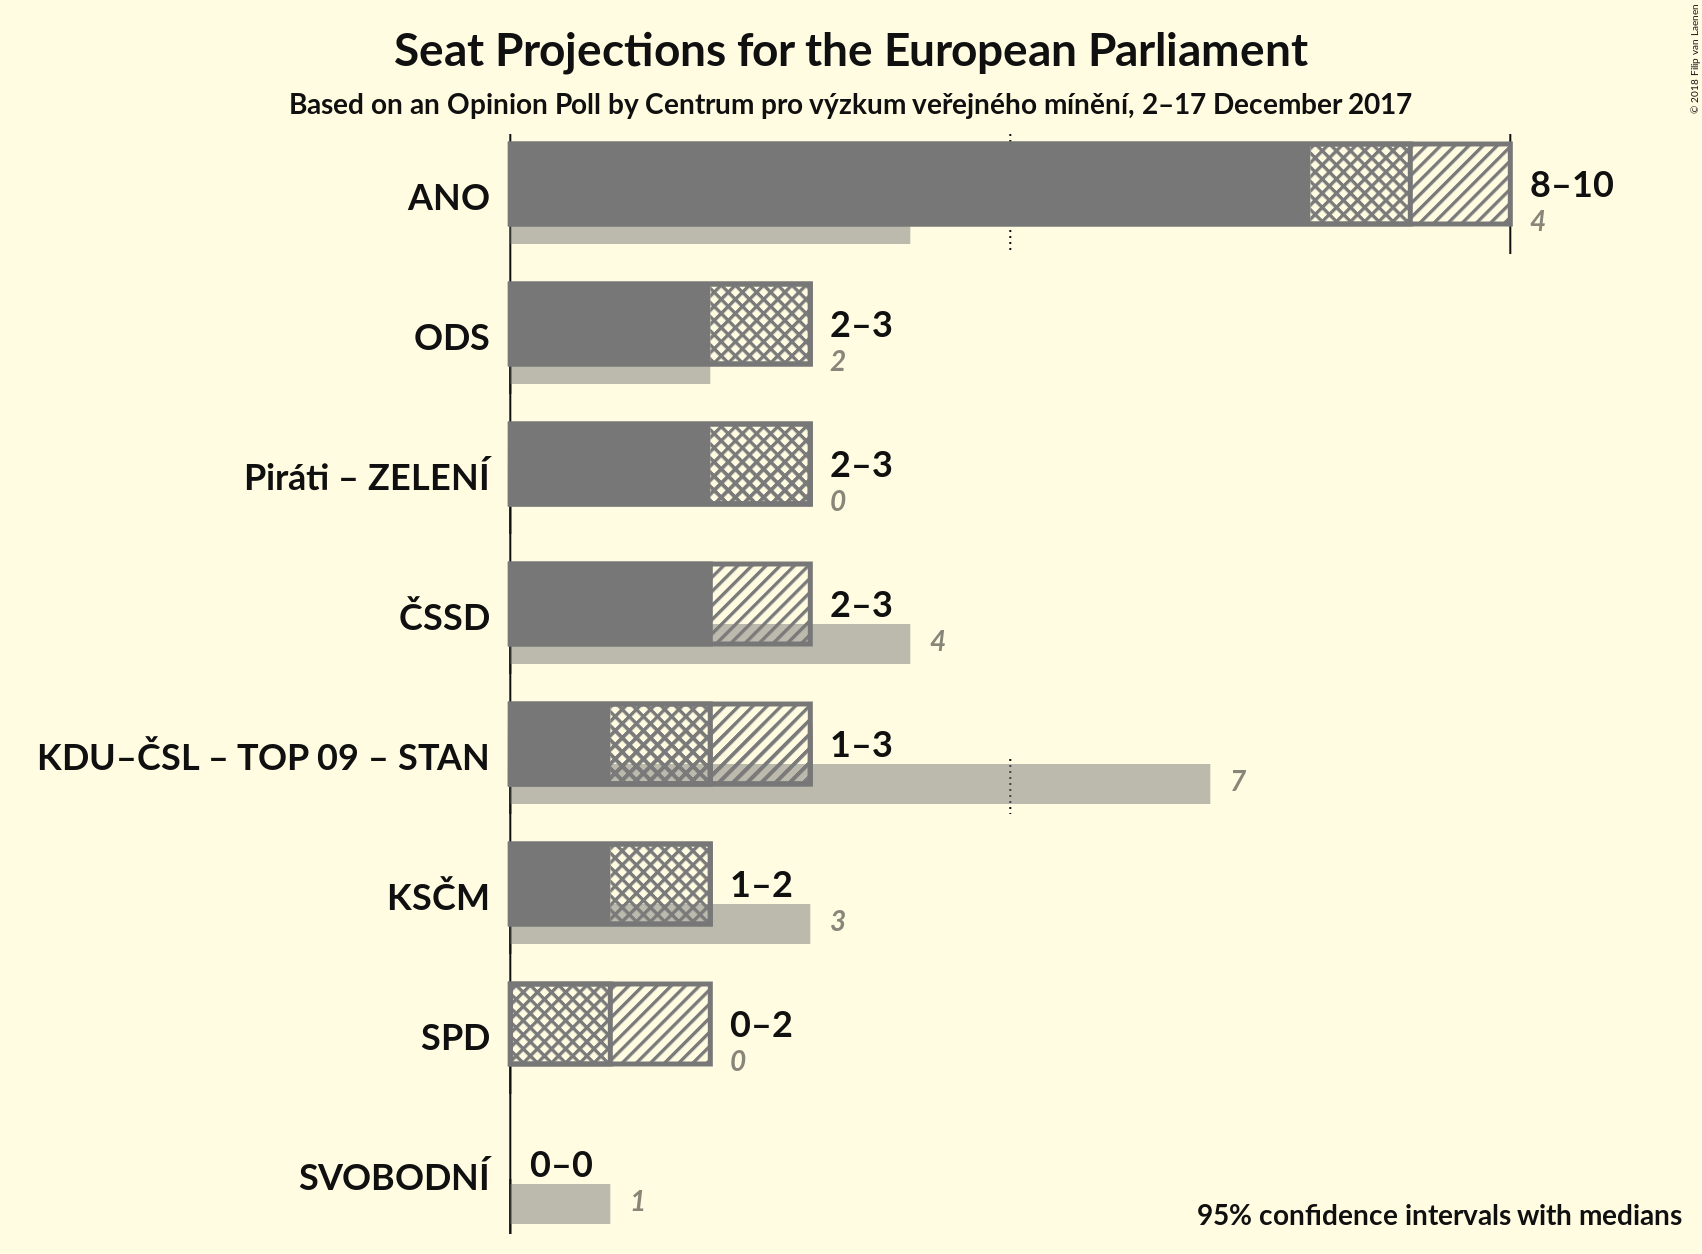 Seat Projections for the European Parliament
Based on an Opinion Poll by Centrum pro výzkum veřejného mínění, 2–17 December 2017
© 2018 Filip van Laenen
ANO
8–10
4
ODS
2–3
2
Piráti – ZELENÍ
2–3
0
ČSSD
2–3
4
KDU–ČSL – TOP 09 – STAN
1–3
7
KSČM
1–2
3
SPD
0–2
0
SVOBODNÍ
0–0
1
95% confidence intervals with medians